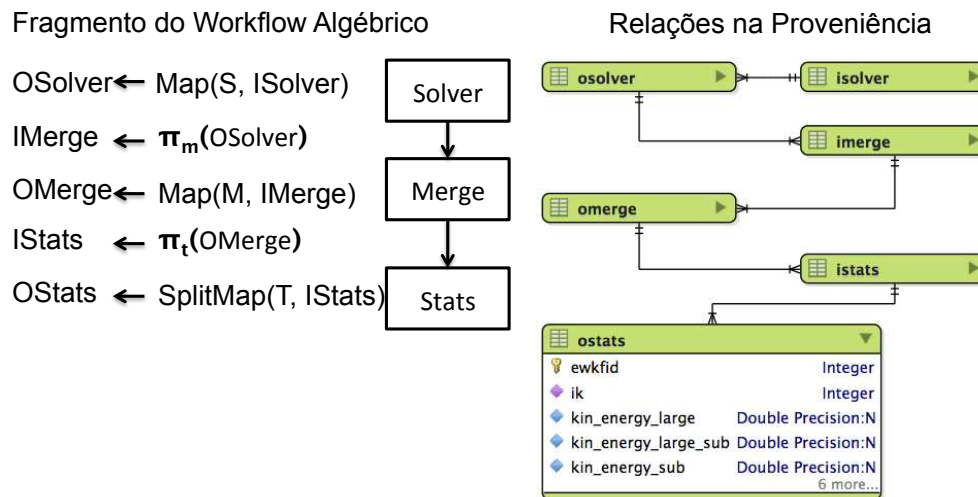 Fragmento do Workflow Algébrico
OSolver ← Map(S, ISolver)
IMerge ← π_m(OSolver)
OMerge ← Map(M, IMerge)
IStats ← π_t(OMerge)
OStats ← SplitMap(T, IStats)
Solver
Merge
Stats
Relações na Proveniência
osolver
isolver
imerge
omerge
istats
ostats
ewkfid Integer
ik Integer
kin_energy_large Double Precision:N
kin_energy_large_sub Double Precision:N
kin_energy_sub Double Precision:N
6 more...